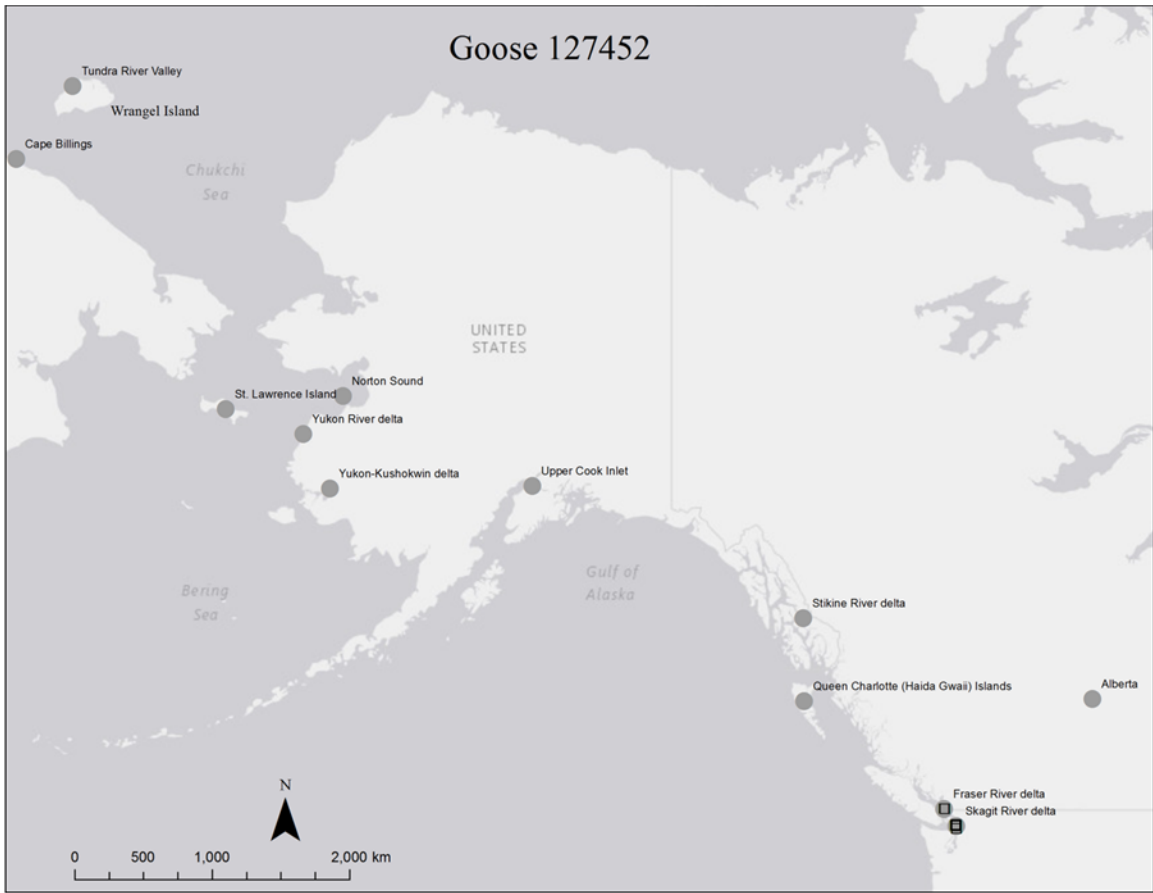 Goose 127452
Tundra River Valley
Wrangel Island
Cape Billings
Chukchi
Sea
UNITED
STATES
Norton Sound
St. Lawrence Island
Yukon River delta
Yukon-Kushokwin delta
Upper Cook Inlet
Gulf of
Alaska
Bering
Sea
Stikine River delta
Queen Charlotte (Haida Gwaii) Islands
Alberta
Fraser River delta
Skagit River delta
N
0 500 1,000 2,000 km